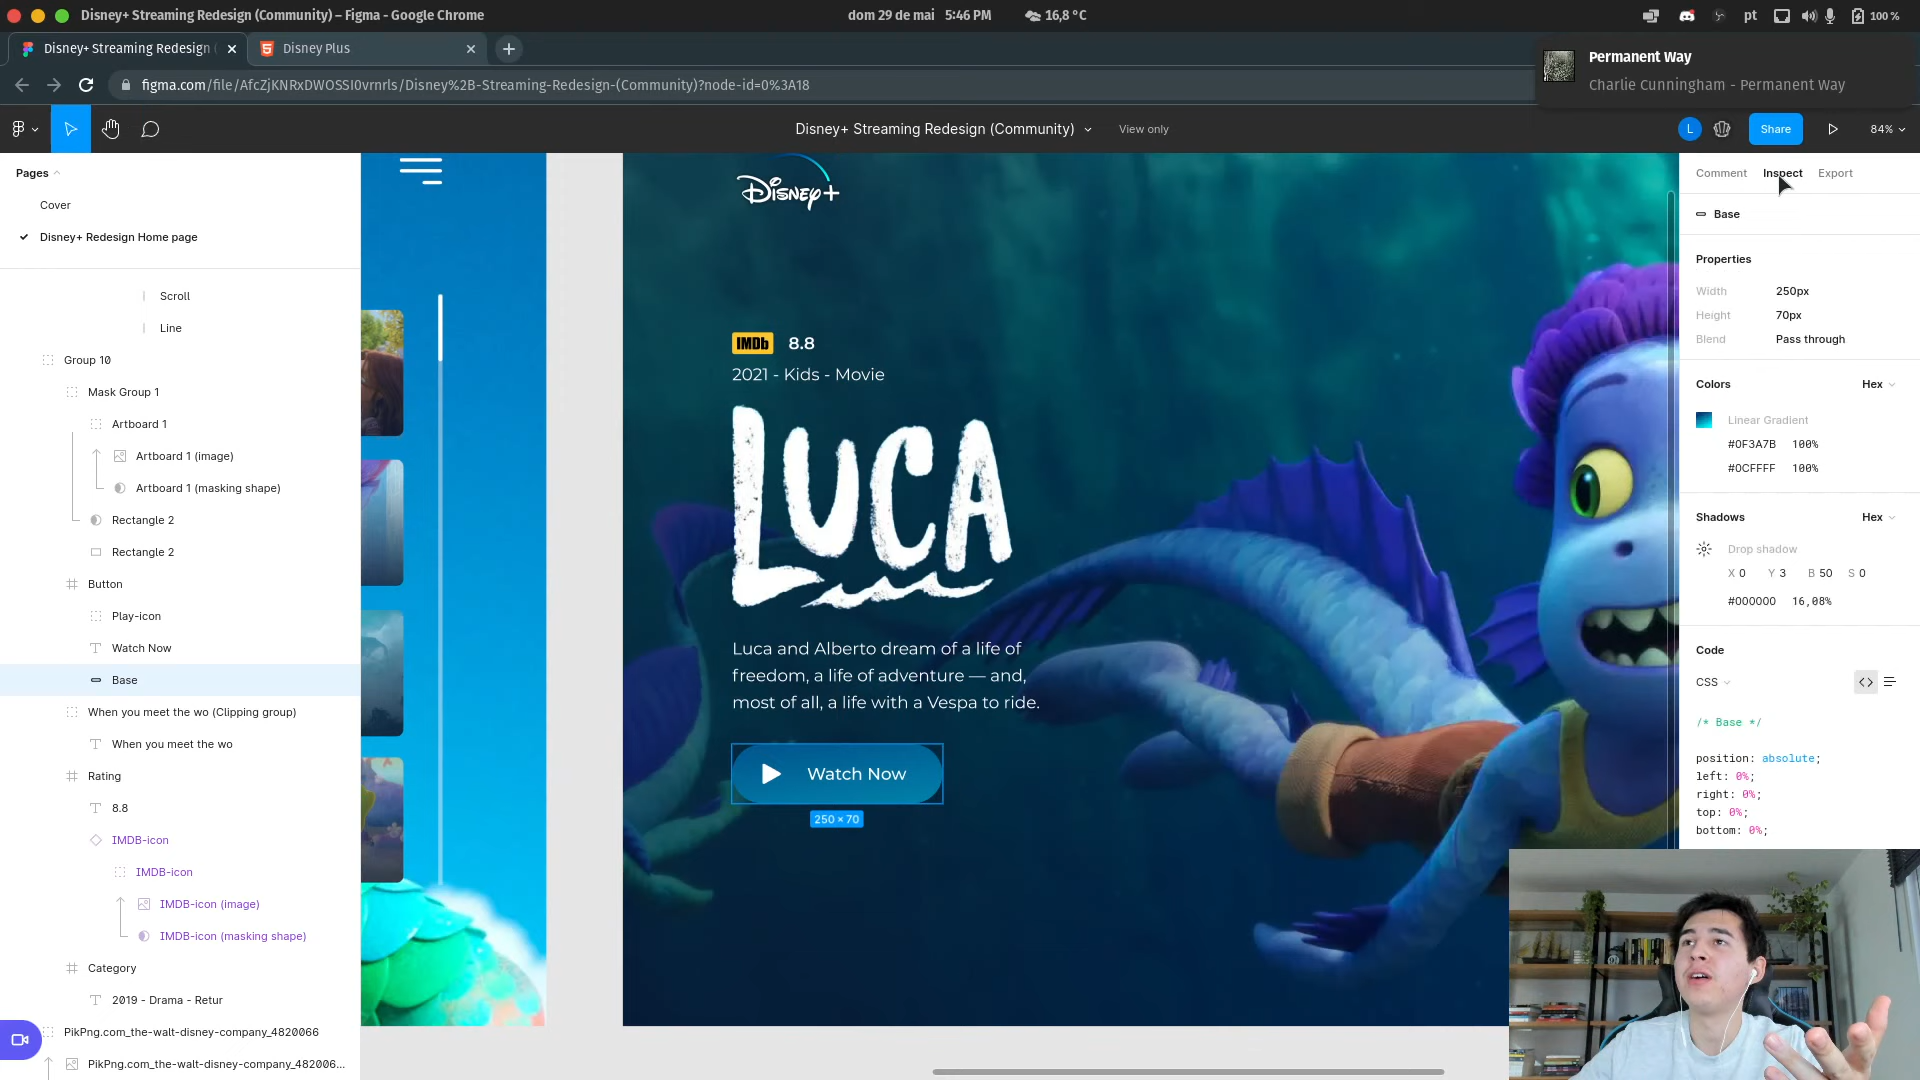 Disney+ Streaming Redesign (Community) – Figma - Google Chrome
dom 29 de mai 5:46 PM
16,8 °C
pt
100 %
Disney+ Streaming Redesign (
Disney Plus
figma.com/file/AfcZjKNRxDWOSSI0vrnrls/Disney%2B-Streaming-Redesign-(Community)?node-id=0%3A18
Permanent Way
Charlie Cunningham - Permanent Way
Disney+ Streaming Redesign (Community)
View only
L
Share
84%
Pages
Cover
Disney+ Redesign Home page
Scroll
Line
Group 10
Mask Group 1
Artboard 1
Artboard 1 (image)
Artboard 1 (masking shape)
Rectangle 2
Rectangle 2
Button
Play-icon
Watch Now
Base
When you meet the wo (Clipping group)
When you meet the wo
Rating
8.8
IMDB-icon
IMDB-icon
IMDB-icon (image)
IMDB-icon (masking shape)
Category
2019 - Drama - Retur
PikPng.com_the-walt-disney-company_4820066
PikPng.com_the-walt-disney-company_482006...
Disney+
IMDb 8.8
2021 - Kids - Movie
LUCA
Luca and Alberto dream of a life of
freedom, a life of adventure — and,
most of all, a life with a Vespa to ride.
Watch Now
250 × 70
Comment Inspect Export
Base
Properties
Width 250px
Height 70px
Blend Pass through
Colors Hex
Linear Gradient
#0F3A7B 100%
#0CFFFF 100%
Shadows Hex
Drop shadow
X 0 Y 3 B 50 S 0
#000000 16,08%
Code
CSS
/* Base */
position: absolute;
left: 0%;
right: 0%;
top: 0%;
bottom: 0%;